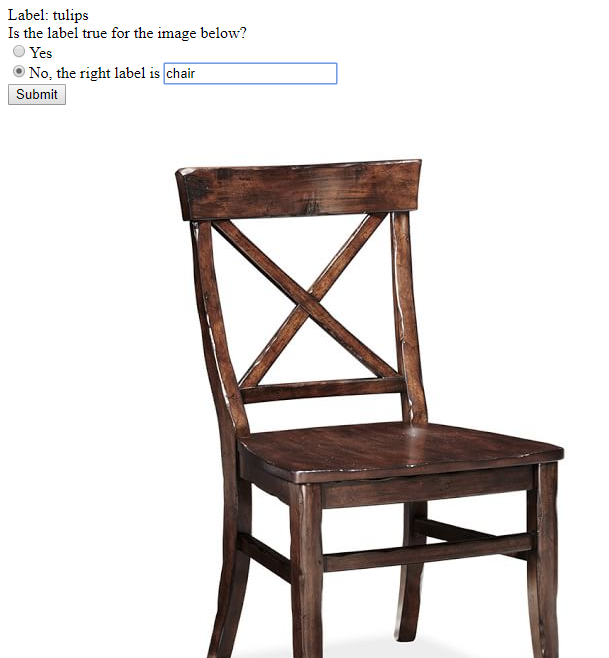 Label: tulips
Is the label true for the image below?
Yes
No, the right label is chair
Submit